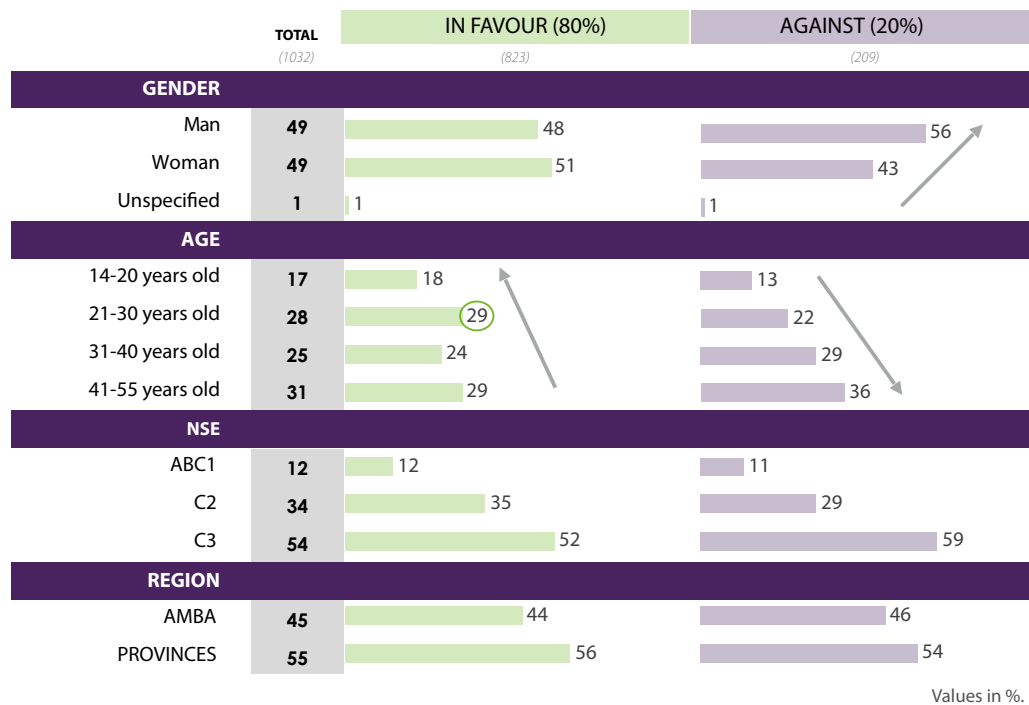 TOTAL IN FAVOUR (80%) AGAINST (20%)
(1032) (823) (209)
GENDER
Man 49 48 56
Woman 49 51 43
Unspecified 1 1 1
AGE
14-20 years old 17 18 13
21-30 years old 28 29 22
31-40 years old 25 24 29
41-55 years old 31 29 36
NSE
ABC1 12 12 11
C2 34 35 29
C3 54 52 59
REGION
AMBA 45 44 46
PROVINCES 55 56 54
Values in %.